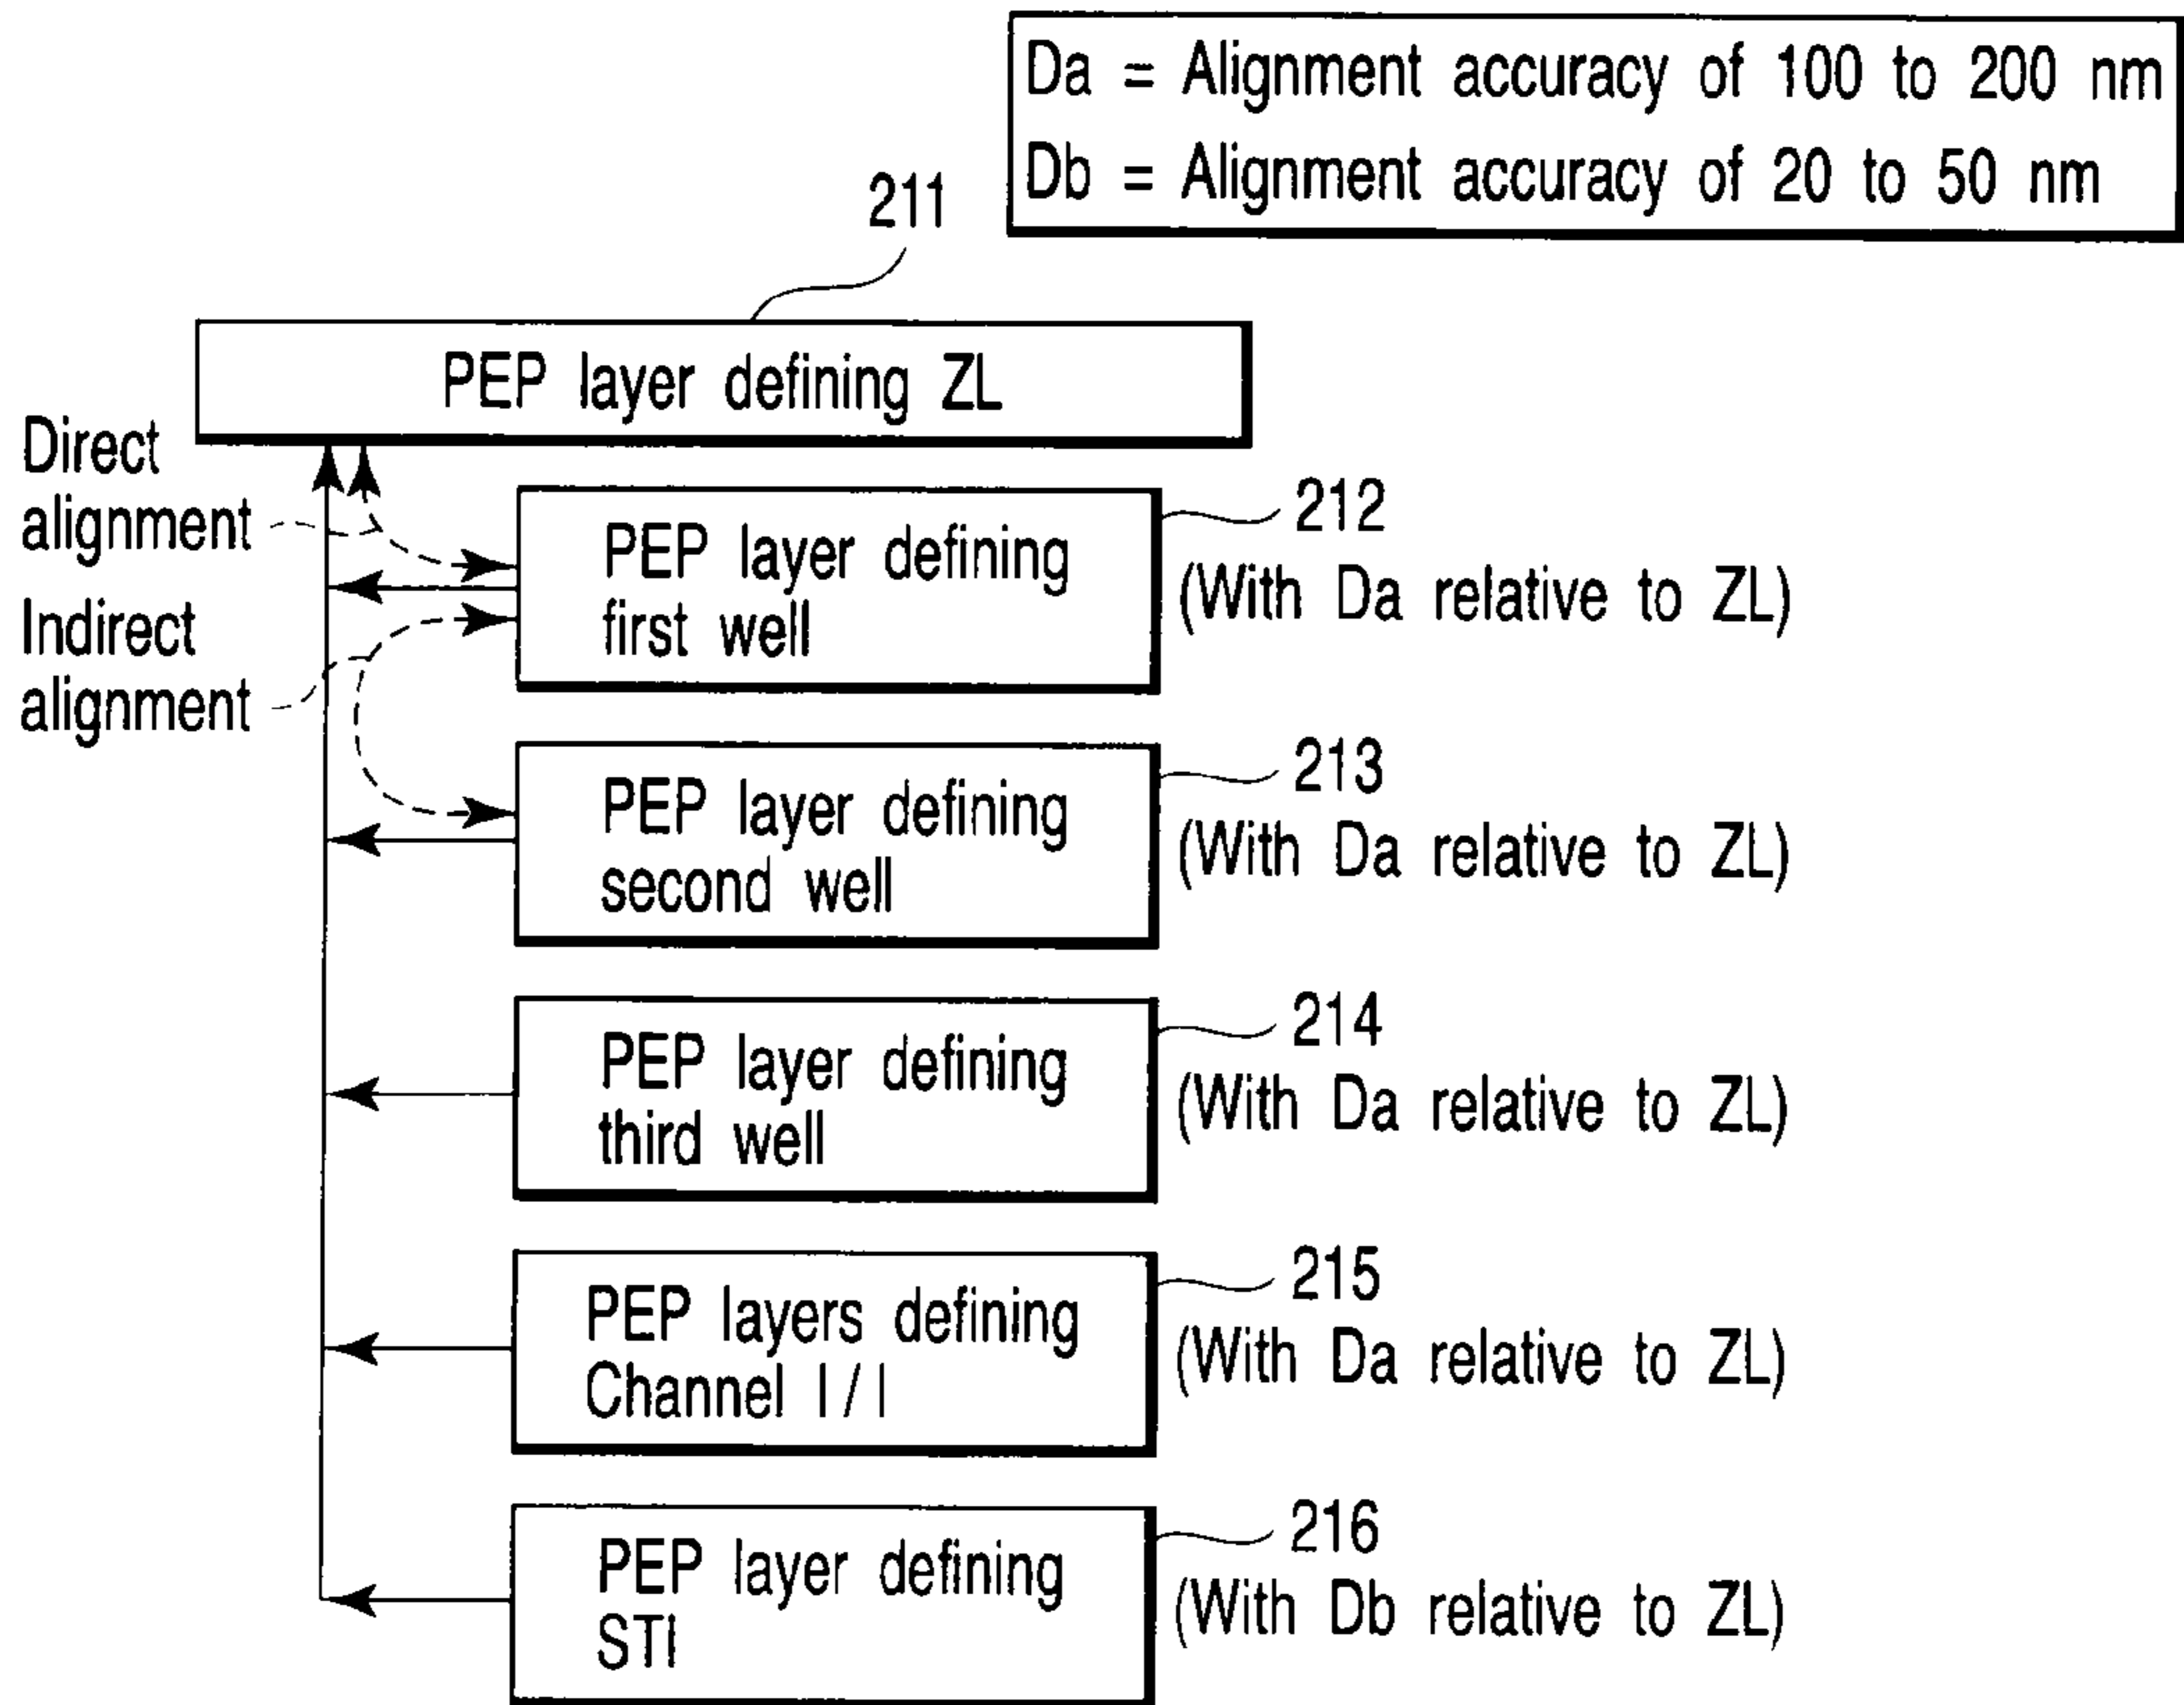 Da = Alignment accuracy of 100 to 200 nm
Db = Alignment accuracy of 20 to 50 nm
211
PEP layer defining ZL
Direct
alignment
Indirect
alignment
PEP layer defining
first well
212
(With Da relative to ZL)
PEP layer defining
second well
213
(With Da relative to ZL)
PEP layer defining
third well
214
(With Da relative to ZL)
PEP layers defining
Channel I / I
215
(With Da relative to ZL)
PEP layer defining
STI
216
(With Db relative to ZL)